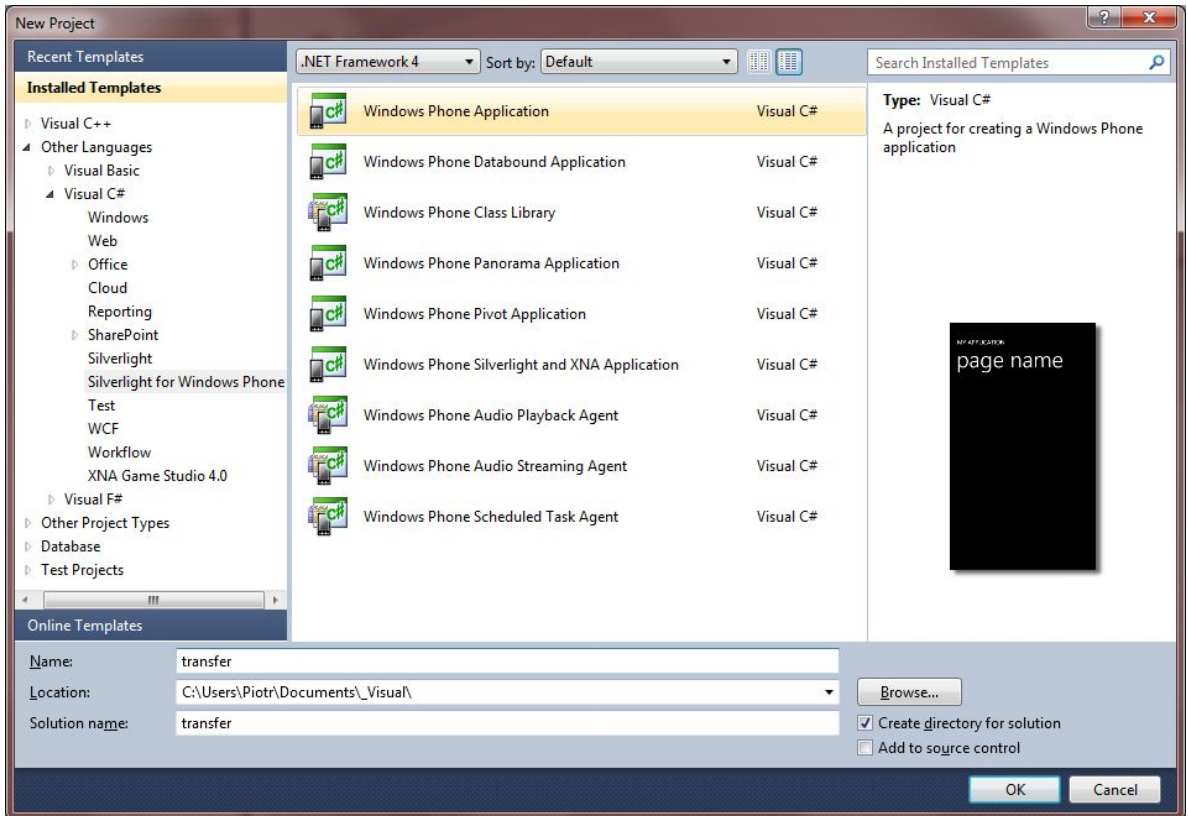 New Project
Recent Templates
Installed Templates
Visual C++
Other Languages
Visual Basic
Visual C#
Windows
Web
Office
Cloud
Reporting
SharePoint
Silverlight
Silverlight for Windows Phone
Test
WCF
Workflow
XNA Game Studio 4.0
Visual F#
Other Project Types
Database
Test Projects
Online Templates
.NET Framework 4 Sort by: Default
Windows Phone Application Visual C#
Windows Phone Databound Application Visual C#
Windows Phone Class Library Visual C#
Windows Phone Panorama Application Visual C#
Windows Phone Pivot Application Visual C#
Windows Phone Silverlight and XNA Application Visual C#
Windows Phone Audio Playback Agent Visual C#
Windows Phone Audio Streaming Agent Visual C#
Windows Phone Scheduled Task Agent Visual C#
Search Installed Templates
Type: Visual C#
A project for creating a Windows Phone
application
MY APPLICATION
page name
Name: transfer
Location: C:\Users\Piotr\Documents\_Visual\ Browse...
Solution name: transfer
Create directory for solution
Add to source control
OK Cancel